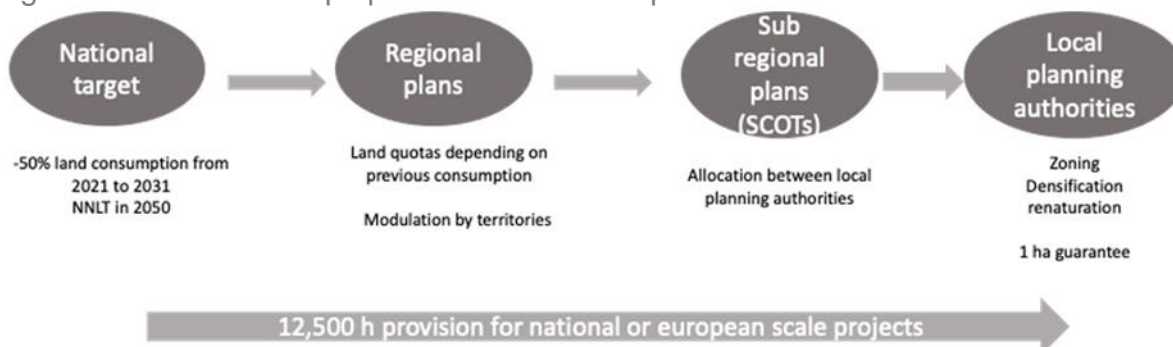 National
target
-50% land consumption from
2021 to 2031
NNLT in 2050
Regional
plans
Land quotas depending on
previous consumption
Modulation by territories
Sub
regional
plans
(SCOTs)
Allocation between local
planning authorities
Local
planning
authorities
Zoning
Densification
renaturation
1 ha guarantee
12,500 h provision for national or european scale projects